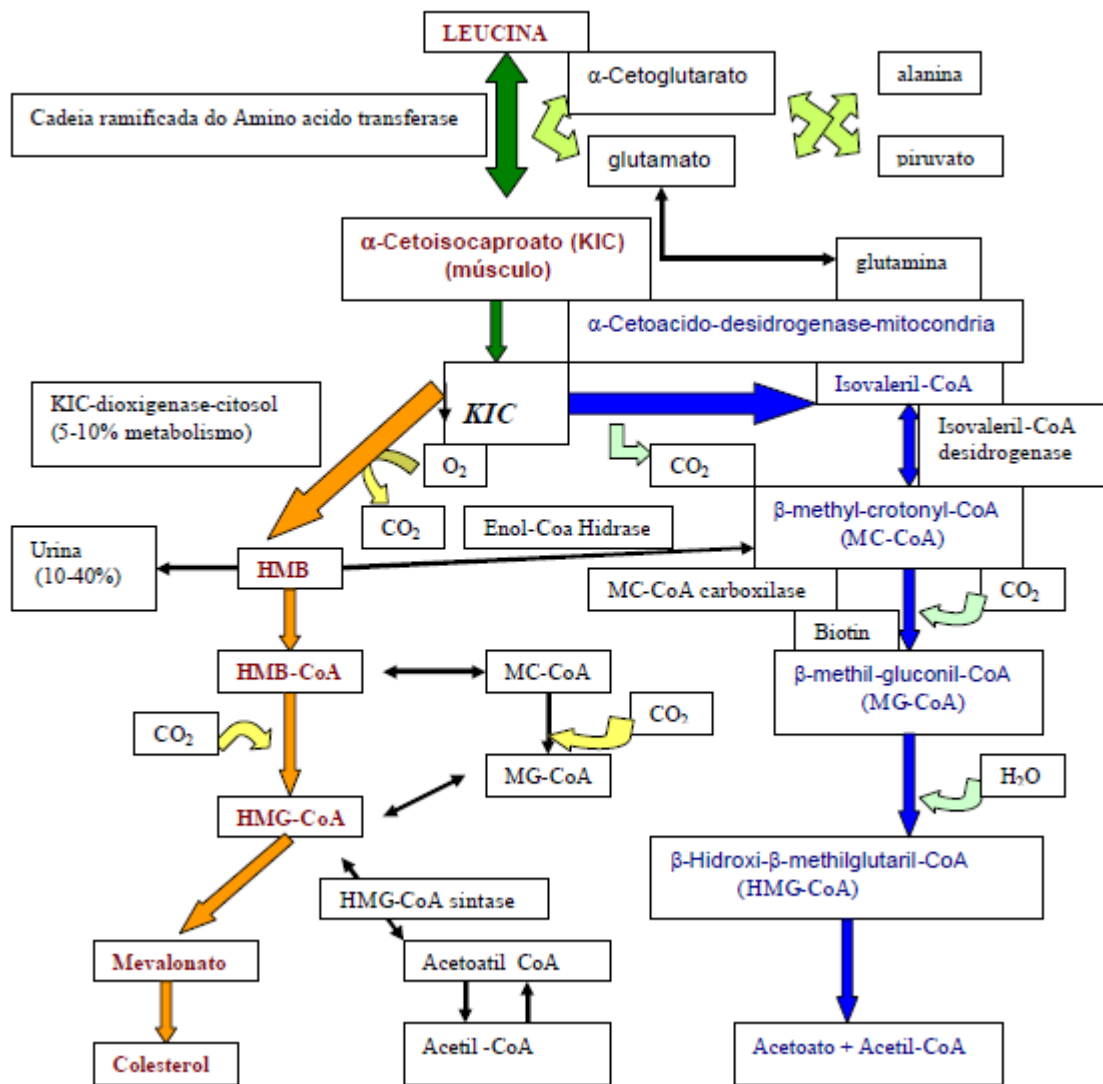 LEUCINA
α-Cetoglutarato
alanina
Cadeia ramificada do Amino acido transferase
glutamato
piruvato
α-Cetoisocaproato (KIC)
(músculo)
glutamina
α-Cetoacido-desidrogenase-mitocondria
KIC-dioxigenase-citosol
(5-10% metabolismo)
KIC
Isovaleril-CoA
Isovaleril-CoA
desidrogenase
O₂
CO₂
CO₂
Enol-Coa Hidrase
β-methyl-crotonyl-CoA
(MC-CoA)
Urina
(10-40%)
HMB
MC-CoA carboxilase
CO₂
Biotin
HMB-CoA
MC-CoA
β-methil-gluconil-CoA
(MG-CoA)
CO₂
CO₂
MG-CoA
H₂O
HMG-CoA
β-Hidroxi-β-methilglutaril-CoA
(HMG-CoA)
HMG-CoA sintase
Mevalonato
Acetoatil CoA
Colesterol
Acetil -CoA
Acetoato + Acetil-CoA